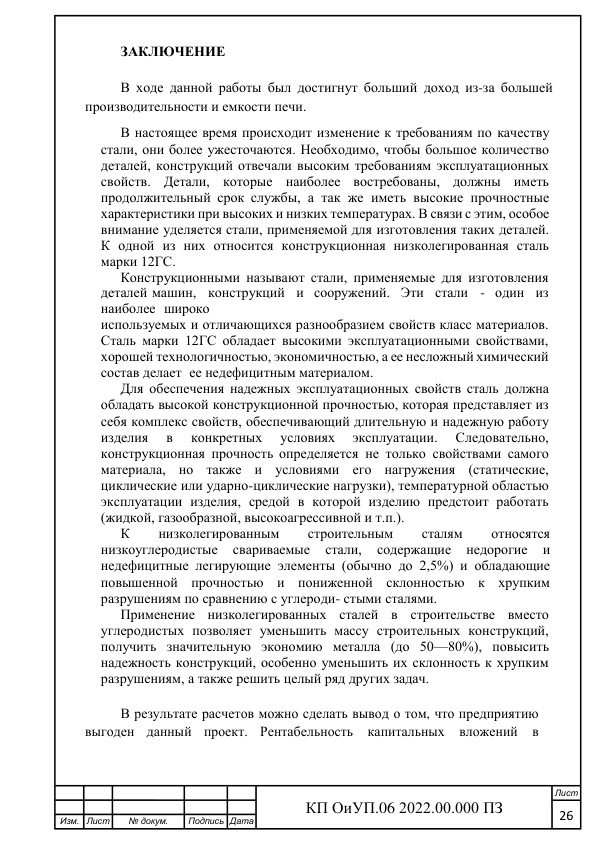 ЗАКЛЮЧЕНИЕ
В ходе данной работы был достигнут больший доход из-за большей
производительности и емкости печи.
В настоящее время происходит изменение к требованиям по качеству
стали, они более ужесточаются. Необходимо, чтобы большое количество
деталей, конструкций отвечали высоким требованиям эксплуатационных
свойств. Детали, которые наиболее востребованы, должны иметь
продолжительный срок службы, а так же иметь высокие прочностные
характеристики при высоких и низких температурах. В связи с этим, особое
внимание уделяется стали, применяемой для изготовления таких деталей.
К одной из них относится конструкционная низколегированная сталь
марки 12ГС.
Конструкционными называют стали, применяемые для изготовления
деталей машин, конструкций и сооружений. Эти стали - один из
наиболее широко
используемых и отличающихся разнообразием свойств класс материалов.
Сталь марки 12ГС обладает высокими эксплуатационными свойствами,
хорошей технологичностью, экономичностью, а ее несложный химический
состав делает ее недефицитным материалом.
Для обеспечения надежных эксплуатационных свойств сталь должна
обладать высокой конструкционной прочностью, которая представляет из
себя комплекс свойств, обеспечивающий длительную и надежную работу
изделия в конкретных условиях эксплуатации. Следовательно,
конструкционная прочность определяется не только свойствами самого
материала, но также и условиями его нагружения (статические,
циклические или ударно-циклические нагрузки), температурной областью
эксплуатации изделия, средой в которой изделию предстоит работать
(жидкой, газообразной, высокоагрессивной и т.п.).
К низколегированным строительным сталям относятся
низкоуглеродистые свариваемые стали, содержащие недорогие и
недефицитные легирующие элементы (обычно до 2,5%) и обладающие
повышенной прочностью и пониженной склонностью к хрупким
разрушениям по сравнению с углероди- стыми сталями.
Применение низколегированных сталей в строительстве вместо
углеродистых позволяет уменьшить массу строительных конструкций,
получить значительную экономию металла (до 50—80%), повысить
надежность конструкций, особенно уменьшить их склонность к хрупким
разрушениям, а также решить целый ряд других задач.
В результате расчетов можно сделать вывод о том, что предприятию
выгоден данный проект. Рентабельность капитальных вложений в
КП ОиУП.06 2022.00.000 ПЗ
Лист
26
Изм. Лист № докум. Подпись Дата